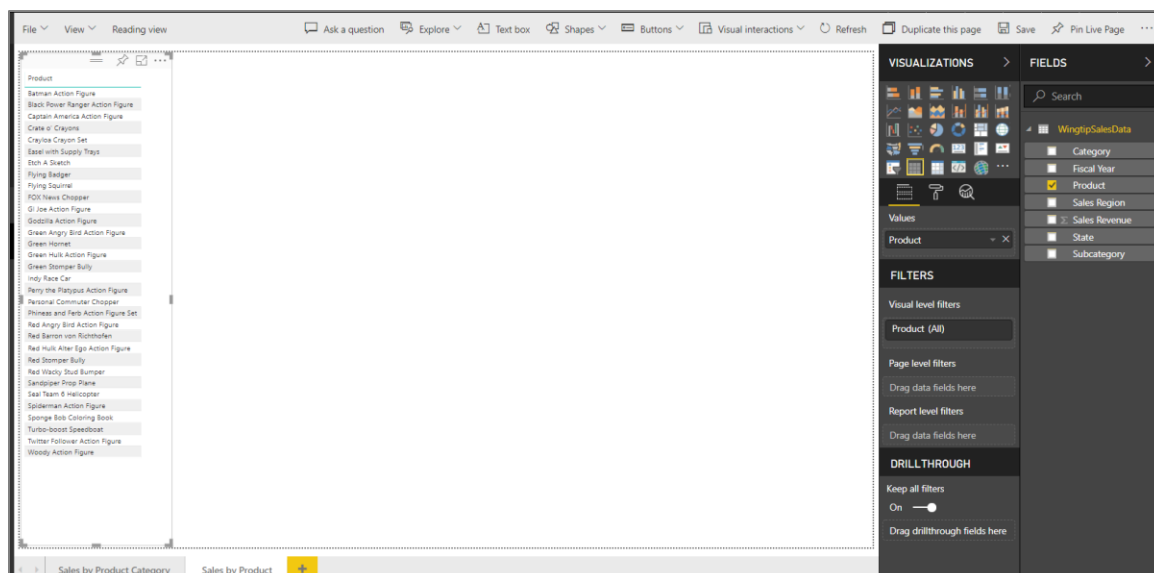 File View Reading view Ask a question Explore Text box Shapes Buttons Visual interactions Refresh Duplicate this page Save Pin Live Page
Product
Batman Action Figure
Black Power Ranger Action Figure
Captain America Action Figure
Crate o' Crayons
Crayloa Crayon Set
Easel with Supply Trays
Etch A Sketch
Flying Badger
Flying Squirrel
FOX News Chopper
GI Joe Action Figure
Godzilla Action Figure
Green Angry Bird Action Figure
Green Hornet
Green Hulk Action Figure
Green Stomper Bully
Indy Race Car
Perry the Platypus Action Figure
Personal Commuter Chopper
Phineas and Ferb Action Figure Set
Red Angry Bird Action Figure
Red Barron von Richthofen
Red Hulk Alter Ego Action Figure
Red Stomper Bully
Red Wacky Stud Bumper
Sandpiper Prop Plane
Seal Team 6 Helicopter
Spiderman Action Figure
Sponge Bob Coloring Book
Turbo-boost Speedboat
Twitter Follower Action Figure
Woody Action Figure
Sales by Product Category Sales by Product +
VISUALIZATIONS
Values
Product
FILTERS
Visual level filters
Product (All)
Page level filters
Drag data fields here
Report level filters
Drag data fields here
DRILLTHROUGH
Keep all filters
On
Drag drillthrough fields here
FIELDS
Search
WingtipSalesData
Category
Fiscal Year
Product
Sales Region
Σ Sales Revenue
State
Subcategory